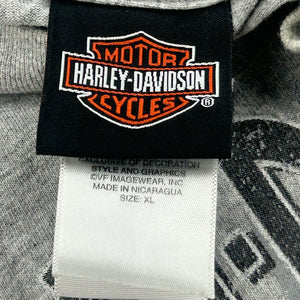 MOTOR
HARLEY-DAVIDSON
CYCLES ®
EXCLUSIVE OF DECORATION
STYLE AND GRAPHICS
©VF IMAGEWEAR, INC.
MADE IN NICARAGUA
SIZE: XL